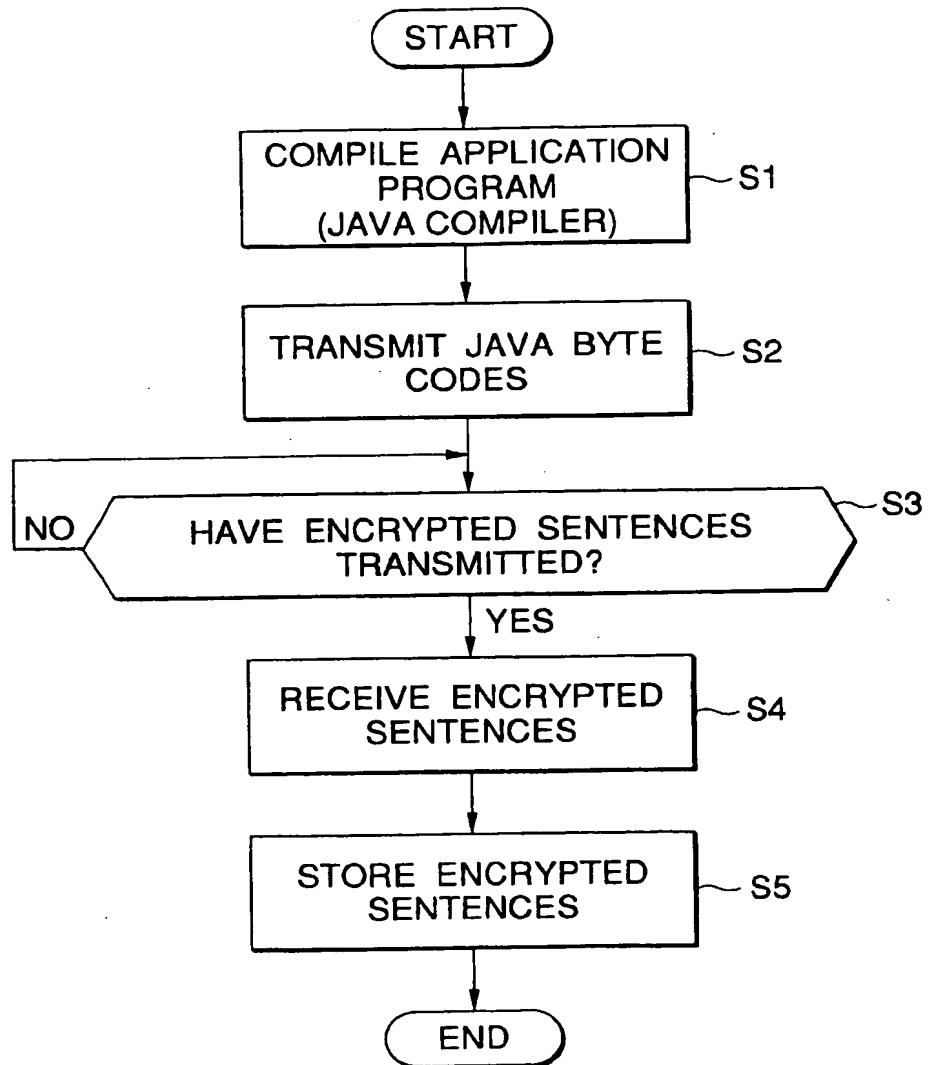 START
COMPILE APPLICATION
PROGRAM
(JAVA COMPILER)
S1
TRANSMIT JAVA BYTE
CODES
S2
HAVE ENCRYPTED SENTENCES
TRANSMITTED?
S3
NO
YES
RECEIVE ENCRYPTED
SENTENCES
S4
STORE ENCRYPTED
SENTENCES
S5
END